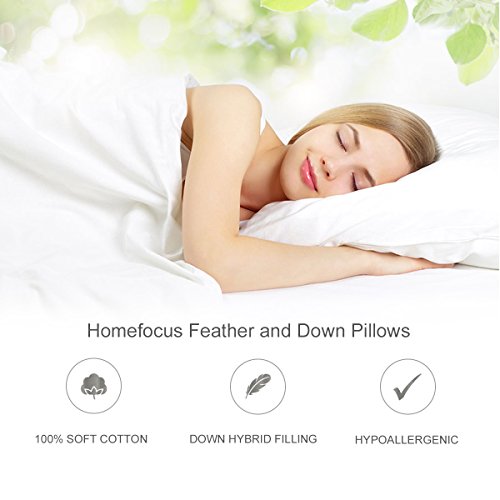 Homefocus Feather and Down Pillows
100% SOFT COTTON
DOWN HYBRID FILLING
HYPOALLERGENIC